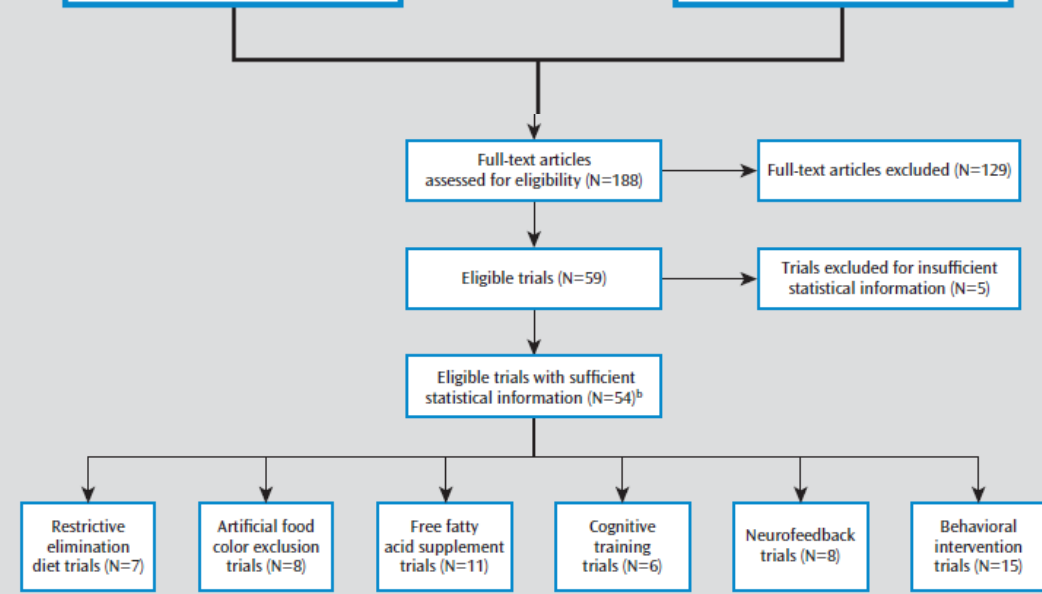 Full-text articles
assessed for eligibility (N=188)
Full-text articles excluded (N=129)
Eligible trials (N=59)
Trials excluded for insufficient
statistical information (N=5)
Eligible trials with sufficient
statistical information (N=54)ᵇ
Restrictive
elimination
diet trials (N=7)
Artificial food
color exclusion
trials (N=8)
Free fatty
acid supplement
trials (N=11)
Cognitive
training
trials (N=6)
Neurofeedback
trials (N=8)
Behavioral
intervention
trials (N=15)